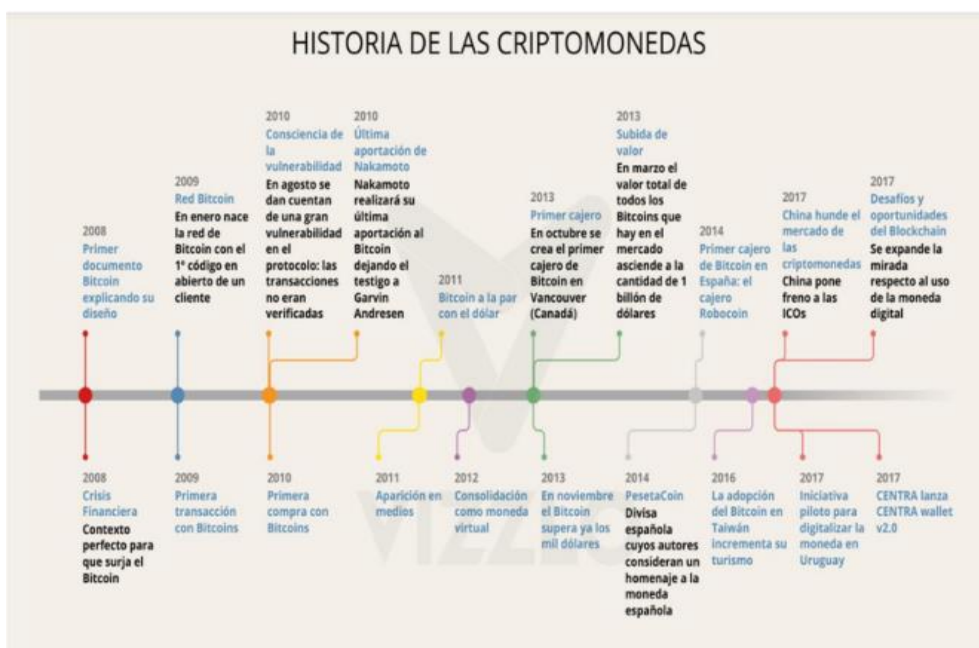 HISTORIA DE LAS CRIPTOMONEDAS
2008
Primer
documento
Bitcoin
explicando su
diseño
2009
Red Bitcoin
En enero nace
la red de
Bitcoin con el
1º código en
abierto de un
cliente
2010
Consciencia de
la
vulnerabilidad
En agosto se
dan cuentan
de una gran
vulnerabilidad
en el
protocolo: las
transacciones
no eran
verificadas
2010
Última
aportación de
Nakamoto
Nakamoto
realizará su
última
aportación al
Bitcoin
dejando el
testigo a
Garvin
Andresen
2011
Bitcoin a la par
con el dólar
2013
Primer cajero
En octubre se
crea el primer
cajero de
Bitcoin en
Vancouver
(Canadá)
2013
Subida de
valor
En marzo el
valor total de
todos los
Bitcoins que
hay en el
mercado
asciende a la
cantidad de 1
billón de
dólares
2014
Primer cajero
de Bitcoin en
España: el
cajero
Robocoin
2017
China hunde el
mercado de
las
criptomonedas
China pone
freno a las
ICOs
2017
Desafíos y
oportunidades
del Blockchain
Se expande la
mirada
respecto al uso
de la moneda
digital
2008
Crisis
Financiera
Contexto
perfecto para
que surja el
Bitcoin
2009
Primera
transacción
con Bitcoins
2010
Primera
compra con
Bitcoins
2011
Aparición en
medios
2012
Consolidación
como moneda
virtual
2013
En noviembre
el Bitcoin
supera ya los
mil dólares
2014
PesetaCoin
Divisa
española
cuyos autores
consideran un
homenaje a la
moneda
española
2016
La adopción
del Bitcoin en
Taiwán
incrementa su
turismo
2017
Iniciativa
piloto para
digitalizar la
moneda en
Uruguay
2017
CENTRA lanza
CENTRA wallet
v2.0